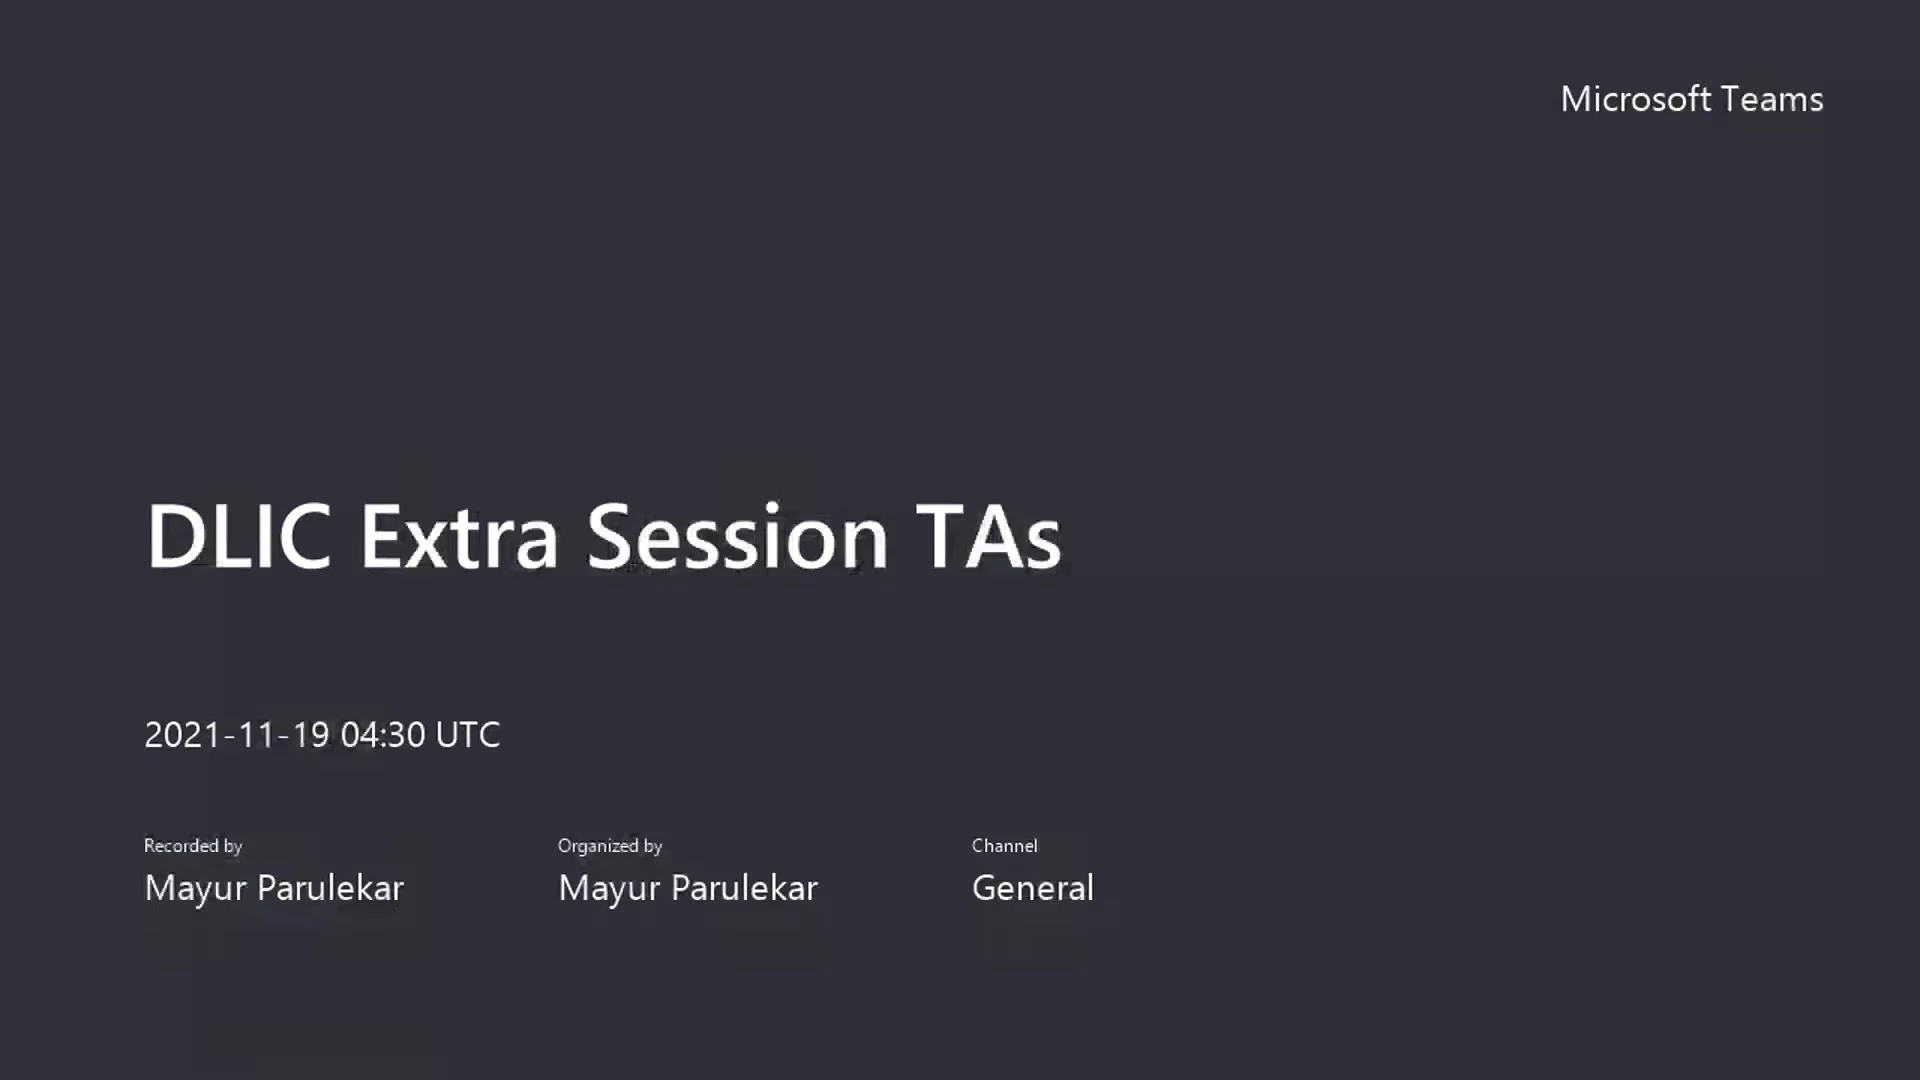 Microsoft Teams
DLIC Extra Session TAs
2021-11-19 04:30 UTC
Recorded by
Mayur Parulekar
Organized by
Mayur Parulekar
Channel
General